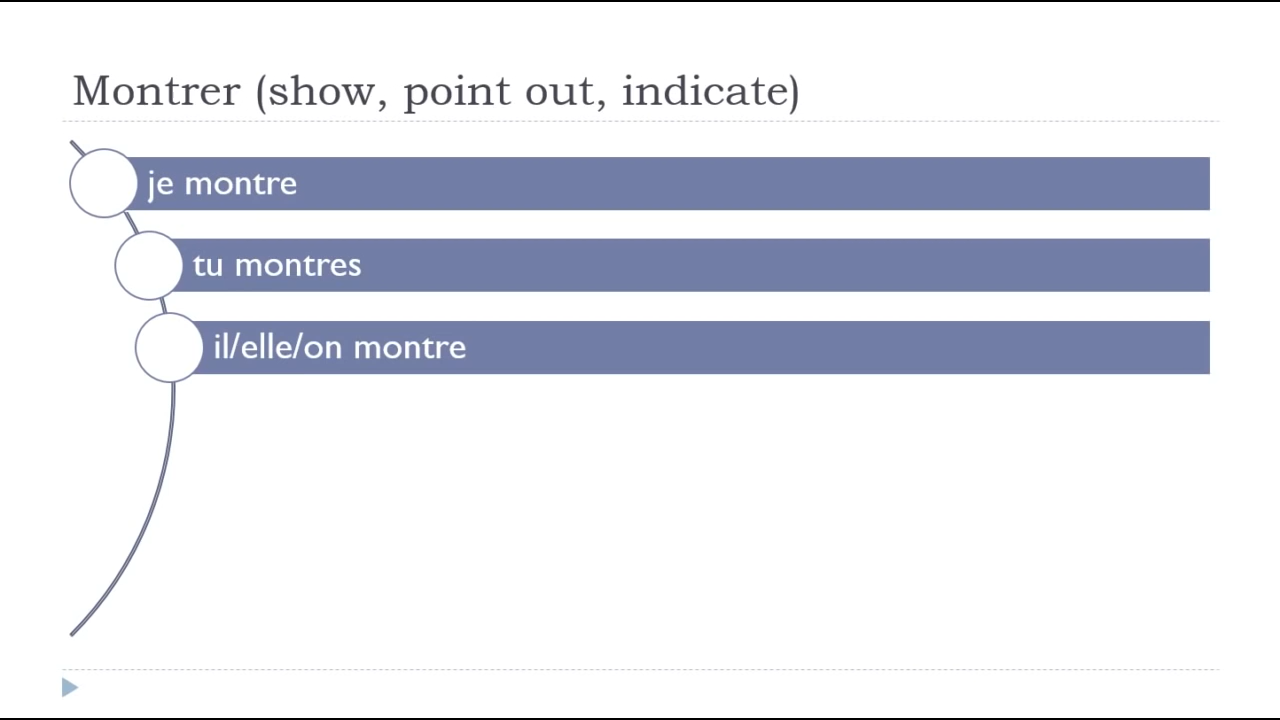 Montrer (show, point out, indicate)
je montre
tu montres
il/elle/on montre